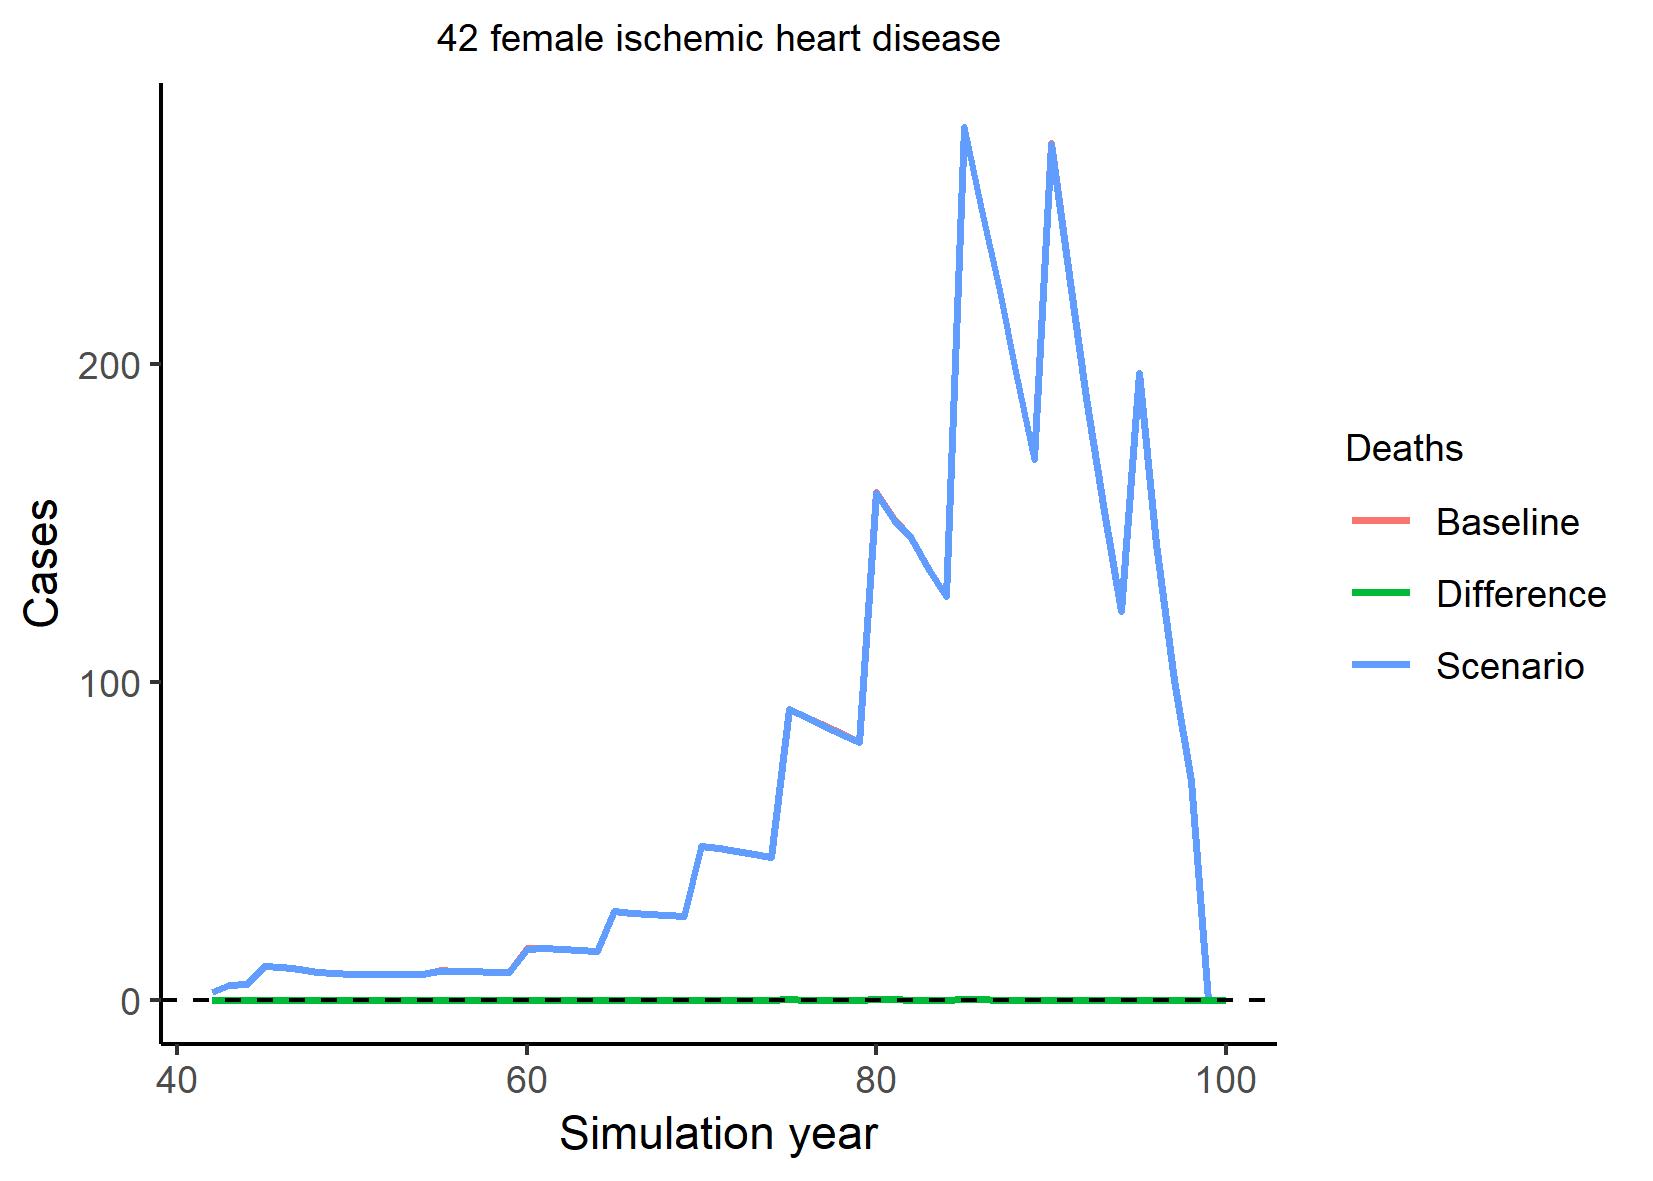 42 female ischemic heart disease
Cases
200
100
0
40 60 80 100
Simulation year
Deaths
Baseline
Difference
Scenario